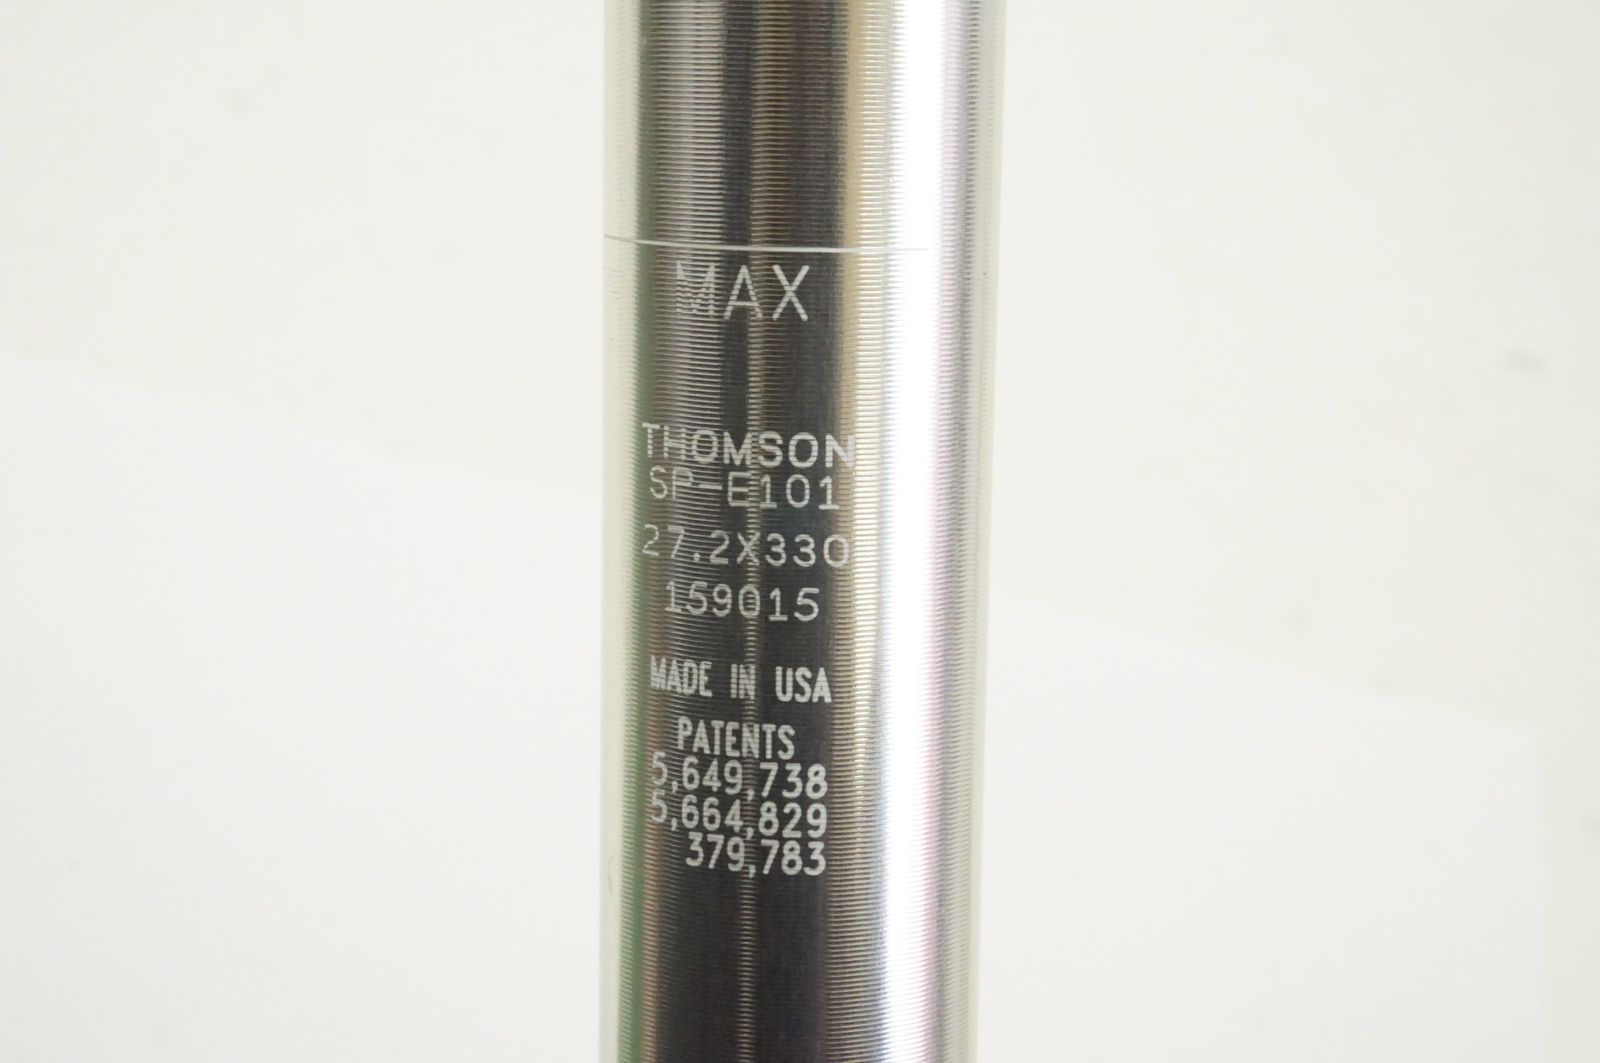 MAX
THOMSON
SP-E101
27.2X330
159015
MADE IN USA
PATENTS
5,649,738
5,664,829
379,783